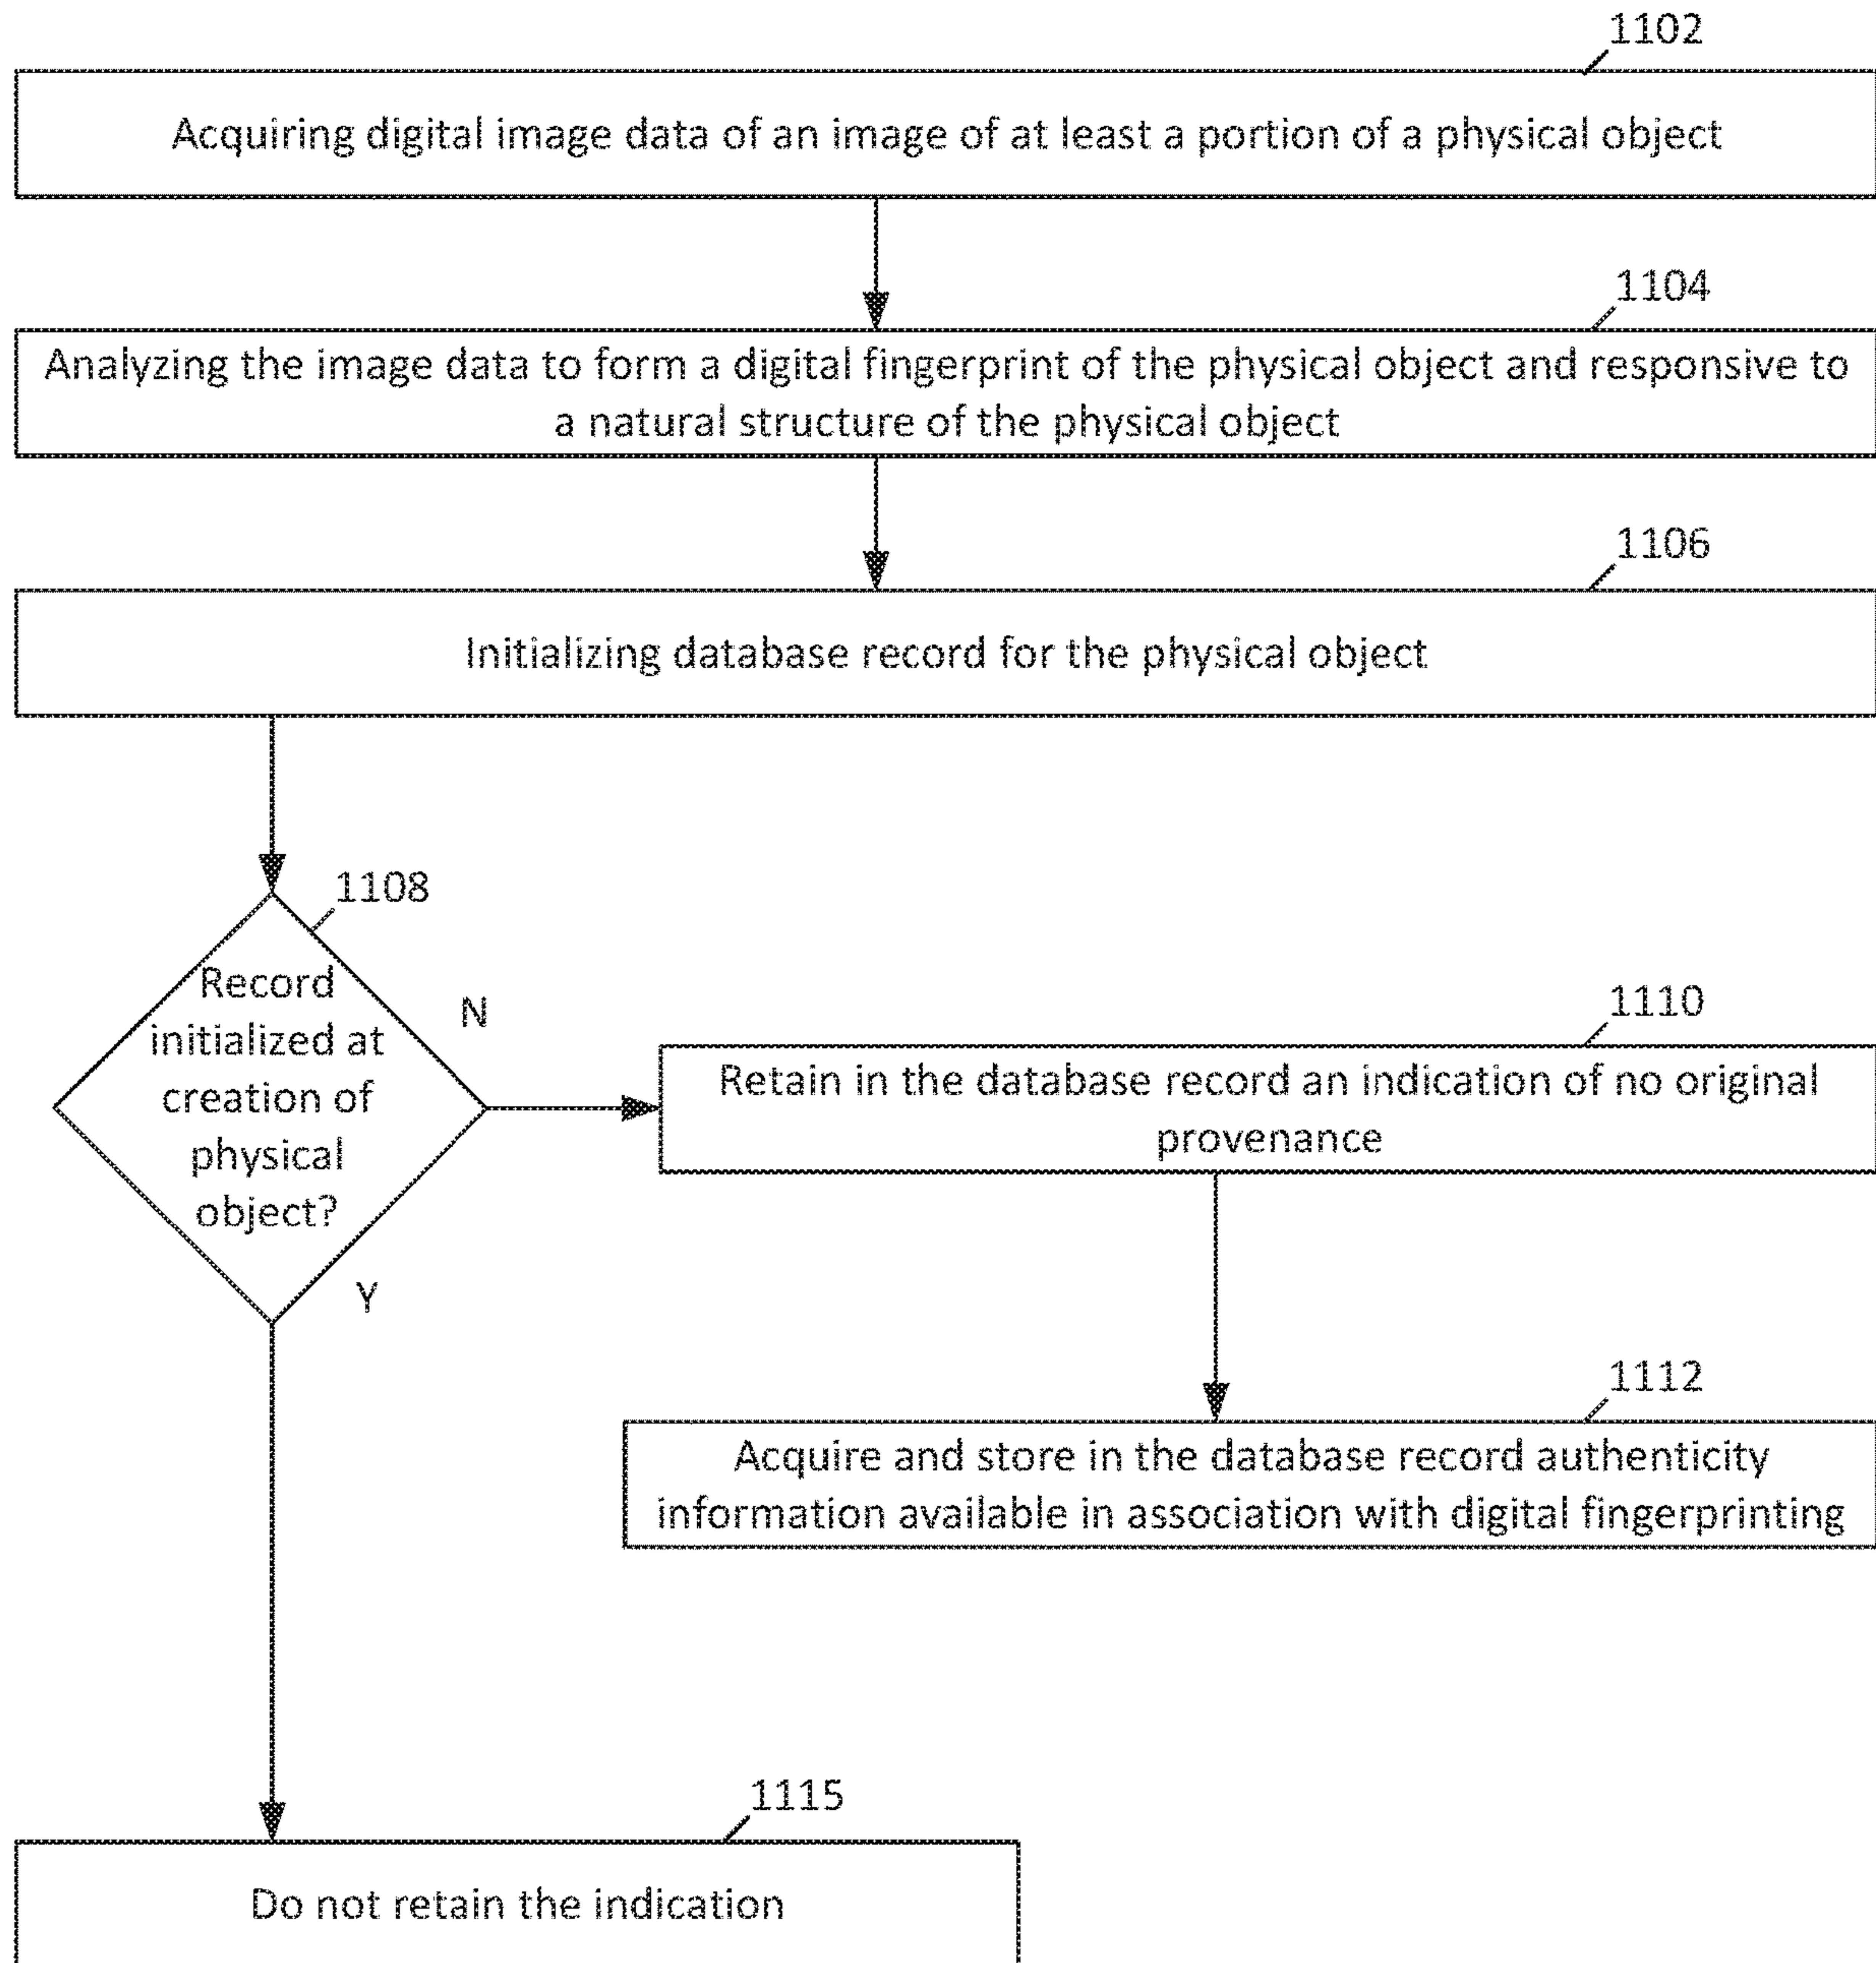 1102
Acquiring digital image data of an image of at least a portion of a physical object
1104
Analyzing the image data to form a digital fingerprint of the physical object and responsive to
a natural structure of the physical object
1106
Initializing database record for the physical object
1108
Record
initialized at
creation of
physical
object?
N
Y
1110
Retain in the database record an indication of no original
provenance
1112
Acquire and store in the database record authenticity
information available in association with digital fingerprinting
1115
Do not retain the indication